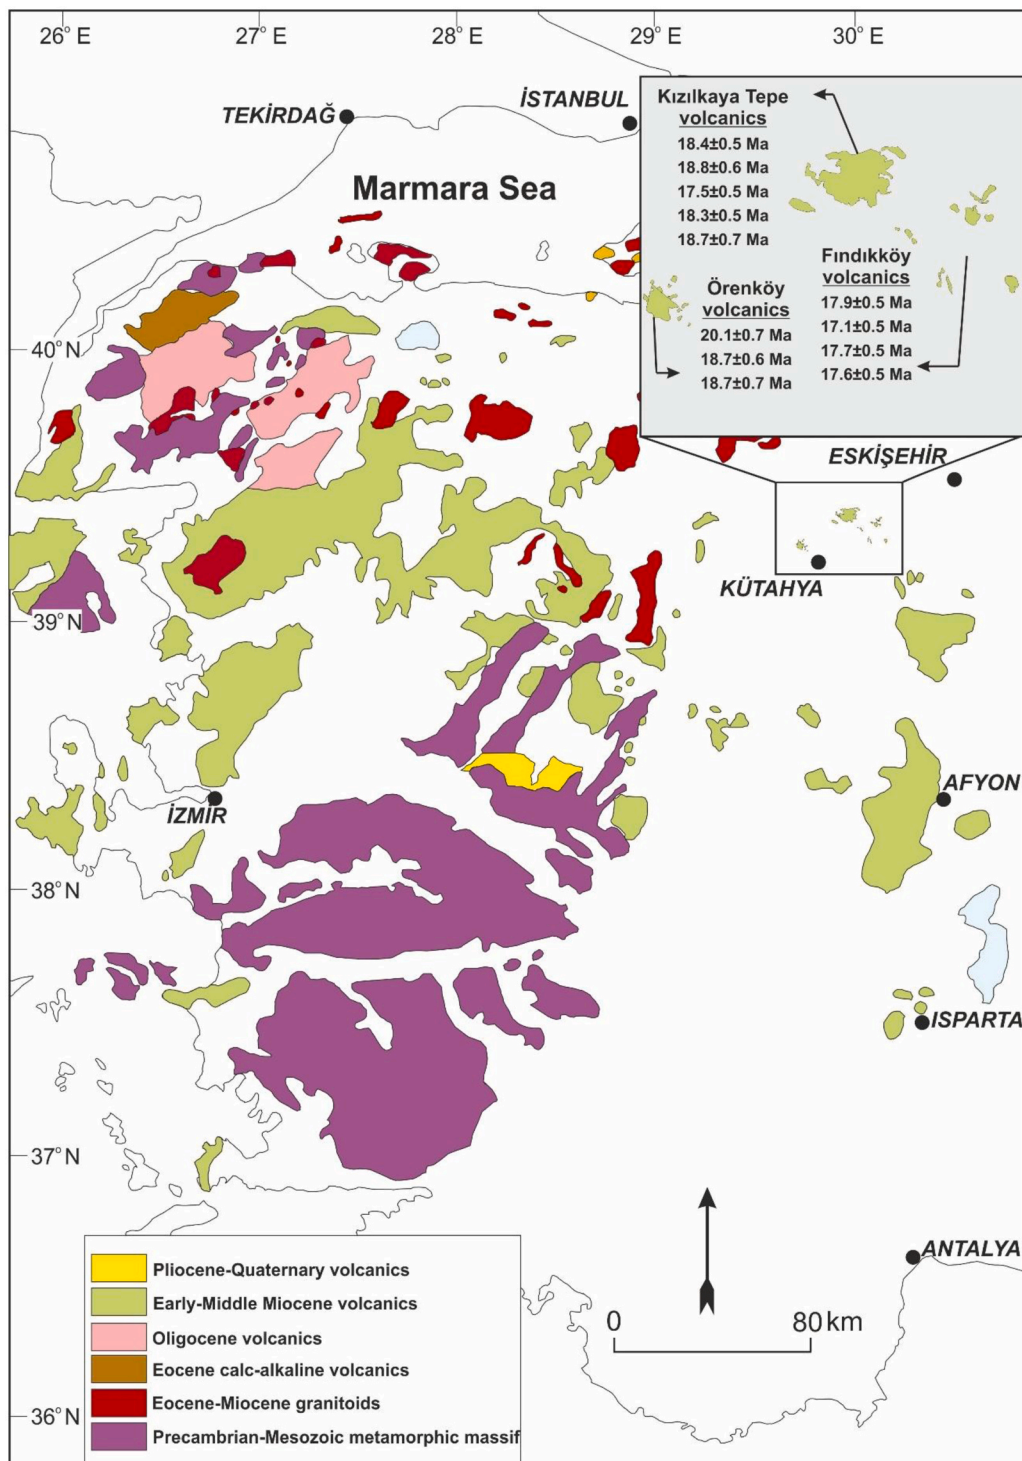 26° E
27° E
28° E
29° E
30° E
TEKİRDAĞ
İSTANBUL
Marmara Sea
Kızılkaya Tepe
volcanics
18.4±0.5 Ma
18.8±0.6 Ma
17.5±0.5 Ma
18.3±0.5 Ma
18.7±0.7 Ma
Fındıkköy
volcanics
17.9±0.5 Ma
17.1±0.5 Ma
17.7±0.5 Ma
17.6±0.5 Ma
Örenköy
volcanics
20.1±0.7 Ma
18.7±0.6 Ma
18.7±0.7 Ma
40° N
ESKİŞEHİR
KÜTAHYA
39° N
AFYON
İZMİR
38° N
ISPARTA
37° N
ANTALYA
Pliocene-Quaternary volcanics
Early-Middle Miocene volcanics
Oligocene volcanics
Eocene calc-alkaline volcanics
Eocene-Miocene granitoids
Precambrian-Mesozoic metamorphic massif
0
80 km
36° N